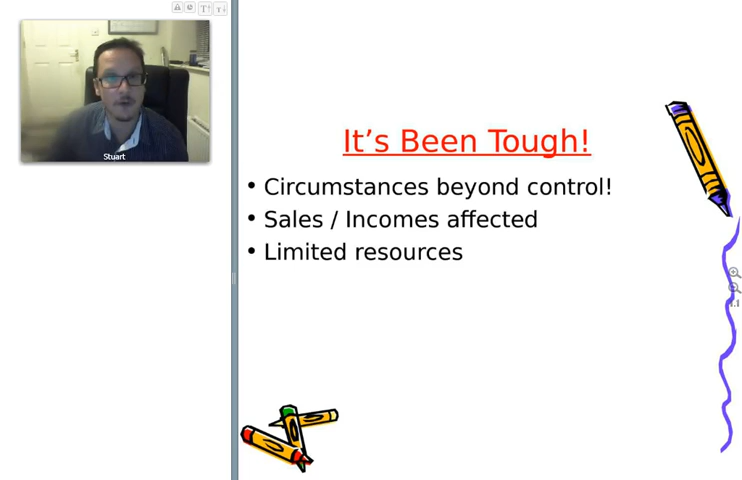 Stuart
It's Been Tough!
• Circumstances beyond control!
• Sales / Incomes affected
• Limited resources